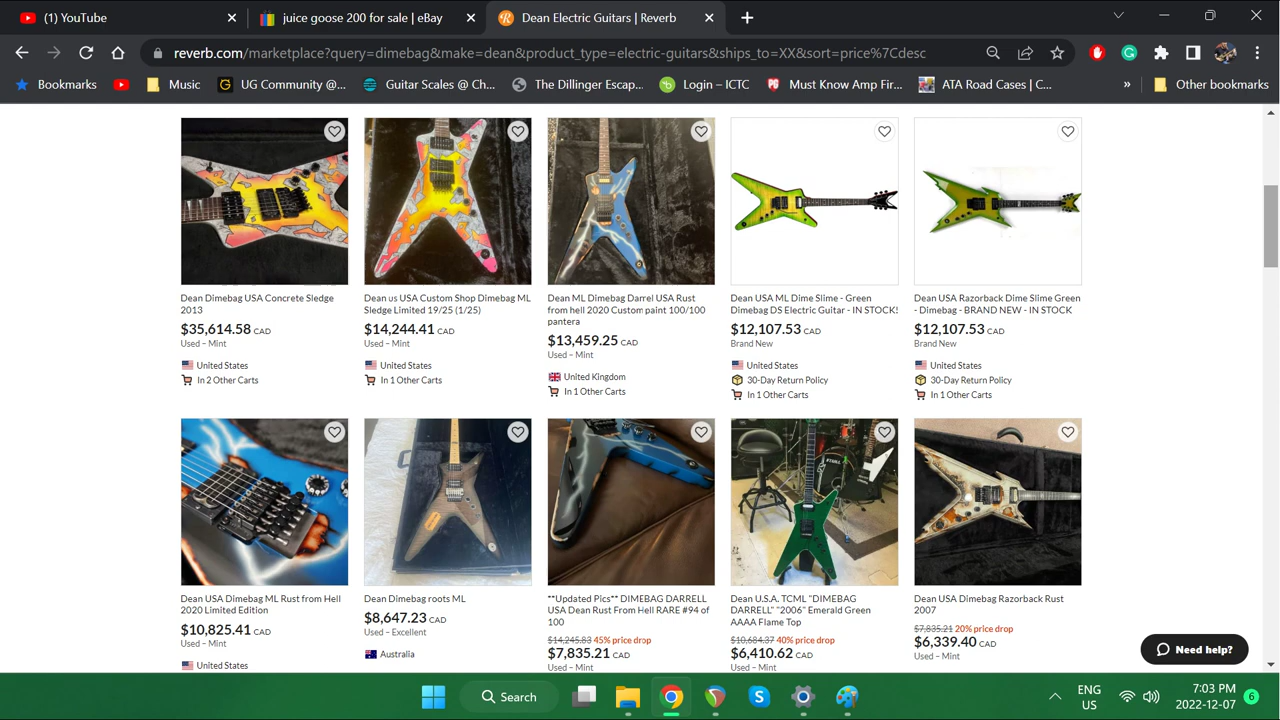 (1) YouTube
juice goose 200 for sale | eBay
Dean Electric Guitars | Reverb
reverb.com/marketplace?query=dimebag&make=dean&product_type=electric-guitars&ships_to=XX&sort=price%7Cdesc
Bookmarks
Music
UG Community @...
Guitar Scales @ Ch...
The Dillinger Escap...
Login – ICTC
Must Know Amp Fir...
ATA Road Cases | C...
»
Other bookmarks
Dean Dimebag USA Concrete Sledge
2013
$35,614.58 CAD
Used – Mint
United States
In 2 Other Carts
Dean us USA Custom Shop Dimebag ML
Sledge Limited 19/25 (1/25)
$14,244.41 CAD
Used – Mint
United States
In 1 Other Carts
Dean ML Dimebag Darrel USA Rust
from hell 2020 Custom paint 100/100
pantera
$13,459.25 CAD
Used – Mint
United Kingdom
In 1 Other Carts
Dean USA ML Dime Slime - Green
Dimebag DS Electric Guitar - IN STOCK!
$12,107.53 CAD
Brand New
United States
30-Day Return Policy
In 1 Other Carts
Dean USA Razorback Dime Slime Green
- Dimebag - BRAND NEW - IN STOCK
$12,107.53 CAD
Brand New
United States
30-Day Return Policy
In 1 Other Carts
Dean USA Dimebag ML Rust from Hell
2020 Limited Edition
$10,825.41 CAD
Used – Mint
United States
Dean Dimebag roots ML
$8,647.23 CAD
Used – Excellent
Australia
**Updated Pics** DIMEBAG DARRELL
USA Dean Rust From Hell RARE #94 of
100
$14,245.83 45% price drop
$7,835.21 CAD
Used – Mint
Dean U.S.A. TCML "DIMEBAG
DARRELL" "2006" Emerald Green
AAAA Flame Top
$10,684.37 40% price drop
$6,410.62 CAD
Used – Mint
Dean USA Dimebag Razorback Rust
2007
$7,835.21 20% price drop
$6,339.40 CAD
Used – Mint
Need help?
Search
ENG
US
7:03 PM
2022-12-07
6